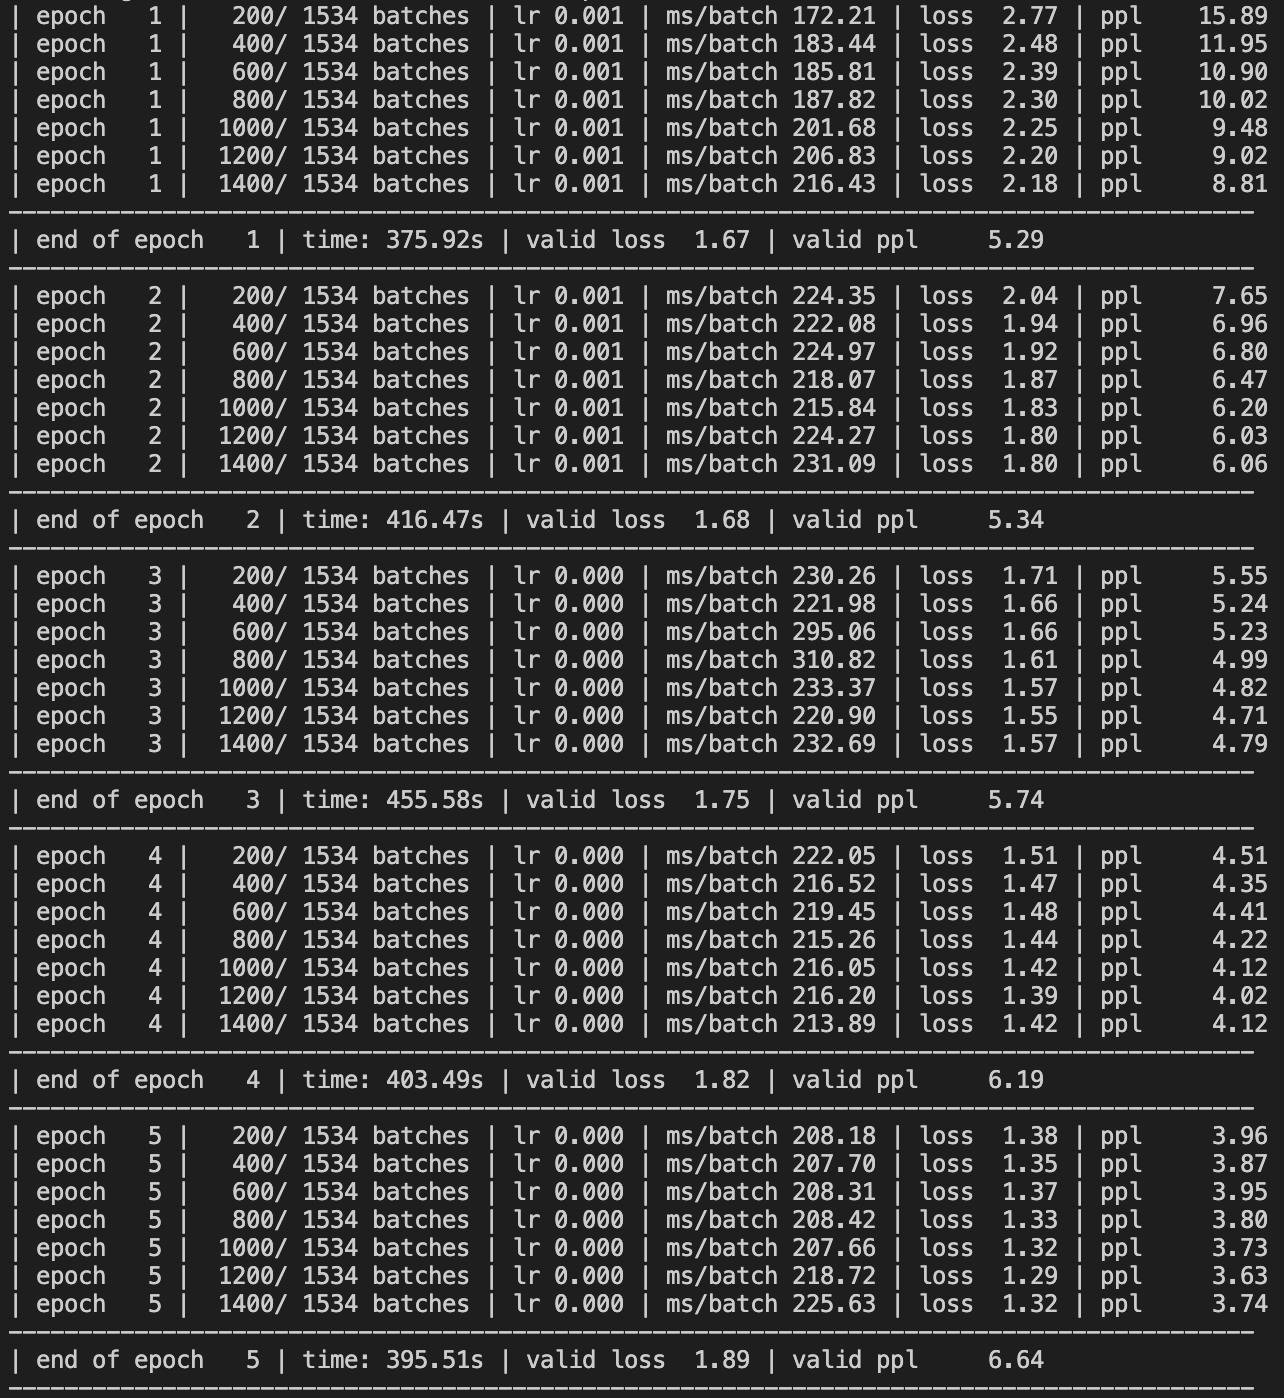 | epoch   1 |   200/ 1534 batches | lr 0.001 | ms/batch 172.21 | loss  2.77 | ppl    15.89
| epoch   1 |   400/ 1534 batches | lr 0.001 | ms/batch 183.44 | loss  2.48 | ppl    11.95
| epoch   1 |   600/ 1534 batches | lr 0.001 | ms/batch 185.81 | loss  2.39 | ppl    10.90
| epoch   1 |   800/ 1534 batches | lr 0.001 | ms/batch 187.82 | loss  2.30 | ppl    10.02
| epoch   1 |  1000/ 1534 batches | lr 0.001 | ms/batch 201.68 | loss  2.25 | ppl     9.48
| epoch   1 |  1200/ 1534 batches | lr 0.001 | ms/batch 206.83 | loss  2.20 | ppl     9.02
| epoch   1 |  1400/ 1534 batches | lr 0.001 | ms/batch 216.43 | loss  2.18 | ppl     8.81
-----------------------------------------------------------------------------------------
| end of epoch   1 | time: 375.92s | valid loss  1.67 | valid ppl     5.29
-----------------------------------------------------------------------------------------
| epoch   2 |   200/ 1534 batches | lr 0.001 | ms/batch 224.35 | loss  2.04 | ppl     7.65
| epoch   2 |   400/ 1534 batches | lr 0.001 | ms/batch 222.08 | loss  1.94 | ppl     6.96
| epoch   2 |   600/ 1534 batches | lr 0.001 | ms/batch 224.97 | loss  1.92 | ppl     6.80
| epoch   2 |   800/ 1534 batches | lr 0.001 | ms/batch 218.07 | loss  1.87 | ppl     6.47
| epoch   2 |  1000/ 1534 batches | lr 0.001 | ms/batch 215.84 | loss  1.83 | ppl     6.20
| epoch   2 |  1200/ 1534 batches | lr 0.001 | ms/batch 224.27 | loss  1.80 | ppl     6.03
| epoch   2 |  1400/ 1534 batches | lr 0.001 | ms/batch 231.09 | loss  1.80 | ppl     6.06
-----------------------------------------------------------------------------------------
| end of epoch   2 | time: 416.47s | valid loss  1.68 | valid ppl     5.34
-----------------------------------------------------------------------------------------
| epoch   3 |   200/ 1534 batches | lr 0.000 | ms/batch 230.26 | loss  1.71 | ppl     5.55
| epoch   3 |   400/ 1534 batches | lr 0.000 | ms/batch 221.98 | loss  1.66 | ppl     5.24
| epoch   3 |   600/ 1534 batches | lr 0.000 | ms/batch 295.06 | loss  1.66 | ppl     5.23
| epoch   3 |   800/ 1534 batches | lr 0.000 | ms/batch 310.82 | loss  1.61 | ppl     4.99
| epoch   3 |  1000/ 1534 batches | lr 0.000 | ms/batch 233.37 | loss  1.57 | ppl     4.82
| epoch   3 |  1200/ 1534 batches | lr 0.000 | ms/batch 220.90 | loss  1.55 | ppl     4.71
| epoch   3 |  1400/ 1534 batches | lr 0.000 | ms/batch 232.69 | loss  1.57 | ppl     4.79
-----------------------------------------------------------------------------------------
| end of epoch   3 | time: 455.58s | valid loss  1.75 | valid ppl     5.74
-----------------------------------------------------------------------------------------
| epoch   4 |   200/ 1534 batches | lr 0.000 | ms/batch 222.05 | loss  1.51 | ppl     4.51
| epoch   4 |   400/ 1534 batches | lr 0.000 | ms/batch 216.52 | loss  1.47 | ppl     4.35
| epoch   4 |   600/ 1534 batches | lr 0.000 | ms/batch 219.45 | loss  1.48 | ppl     4.41
| epoch   4 |   800/ 1534 batches | lr 0.000 | ms/batch 215.26 | loss  1.44 | ppl     4.22
| epoch   4 |  1000/ 1534 batches | lr 0.000 | ms/batch 216.05 | loss  1.42 | ppl     4.12
| epoch   4 |  1200/ 1534 batches | lr 0.000 | ms/batch 216.20 | loss  1.39 | ppl     4.02
| epoch   4 |  1400/ 1534 batches | lr 0.000 | ms/batch 213.89 | loss  1.42 | ppl     4.12
-----------------------------------------------------------------------------------------
| end of epoch   4 | time: 403.49s | valid loss  1.82 | valid ppl     6.19
-----------------------------------------------------------------------------------------
| epoch   5 |   200/ 1534 batches | lr 0.000 | ms/batch 208.18 | loss  1.38 | ppl     3.96
| epoch   5 |   400/ 1534 batches | lr 0.000 | ms/batch 207.70 | loss  1.35 | ppl     3.87
| epoch   5 |   600/ 1534 batches | lr 0.000 | ms/batch 208.31 | loss  1.37 | ppl     3.95
| epoch   5 |   800/ 1534 batches | lr 0.000 | ms/batch 208.42 | loss  1.33 | ppl     3.80
| epoch   5 |  1000/ 1534 batches | lr 0.000 | ms/batch 207.66 | loss  1.32 | ppl     3.73
| epoch   5 |  1200/ 1534 batches | lr 0.000 | ms/batch 218.72 | loss  1.29 | ppl     3.63
| epoch   5 |  1400/ 1534 batches | lr 0.000 | ms/batch 225.63 | loss  1.32 | ppl     3.74
-----------------------------------------------------------------------------------------
| end of epoch   5 | time: 395.51s | valid loss  1.89 | valid ppl     6.64
-----------------------------------------------------------------------------------------